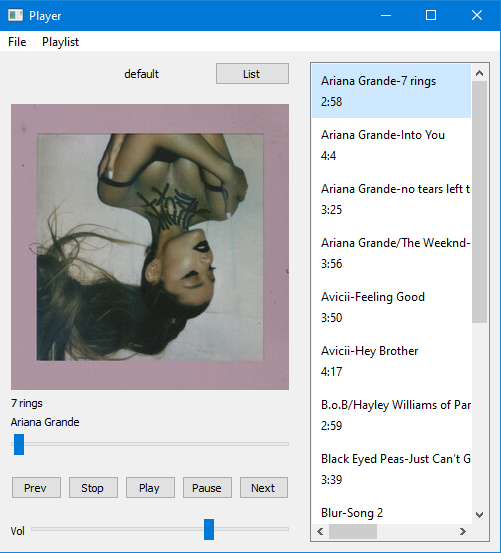 Player
File Playlist
default List
7 rings
Ariana Grande
Prev Stop Play Pause Next
Vol
Ariana Grande-7 rings
2:58
Ariana Grande-Into You
4:4
Ariana Grande-no tears left t
3:25
Ariana Grande/The Weeknd-
3:56
Avicii-Feeling Good
3:50
Avicii-Hey Brother
4:17
B.o.B/Hayley Williams of Par
2:59
Black Eyed Peas-Just Can't G
3:39
Blur-Song 2